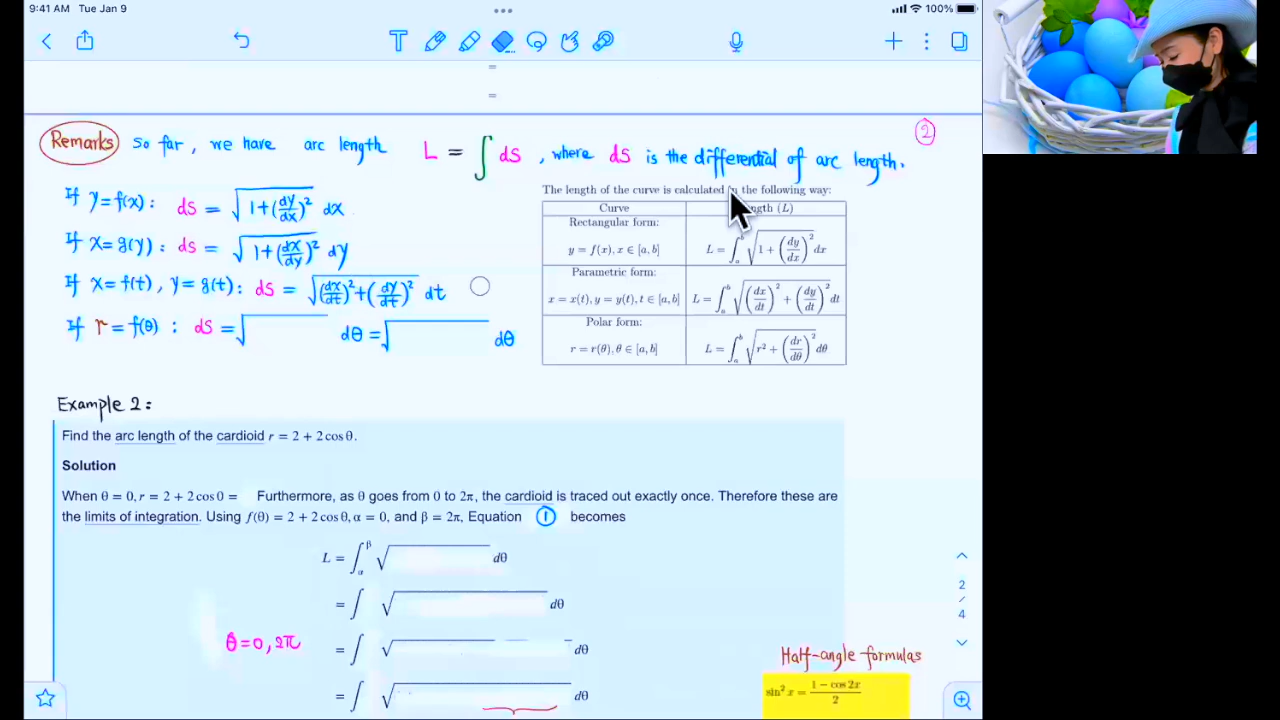 9:41 AM Tue Jan 9
100%
=
=
Remarks So far, we have arc length L = ∫ ds, where ds is the differential of arc length.
2
If y=f(x): ds = √(1+(dy/dx)²) dx
If x=g(y): ds = √(1+(dx/dy)²) dy
If x=f(t), y=g(t): ds = √((dx/dt)²+(dy/dt)²) dt
If r=f(θ): ds = √ dθ = √ dθ
The length of the curve is calculated in the following way:
Curve
Rectangular form: y = f(x), x ∈ [a, b] L = ∫_a^b √(1 + (dy/dx)²) dx
Parametric form: x = x(t), y = y(t), t ∈ [a, b] L = ∫_a^b √((dx/dt)² + (dy/dt)²) dt
Polar form: r = r(θ), θ ∈ [a, b] L = ∫_a^b √(r² + (dr/dθ)²) dθ
Example 2:
Find the arc length of the cardioid r = 2 + 2 cos θ.
Solution
When θ = 0, r = 2 + 2 cos 0 = Furthermore, as θ goes from 0 to 2π, the cardioid is traced out exactly once. Therefore these are
the limits of integration. Using f(θ) = 2 + 2 cos θ, α = 0, and β = 2π, Equation 1 becomes
L = ∫_α^β √ dθ
= ∫ √ dθ
θ=0, 2π = ∫ √ dθ
= ∫ √ dθ
2
/
4
Half-angle formulas
sin² x = (1 − cos 2x)/2